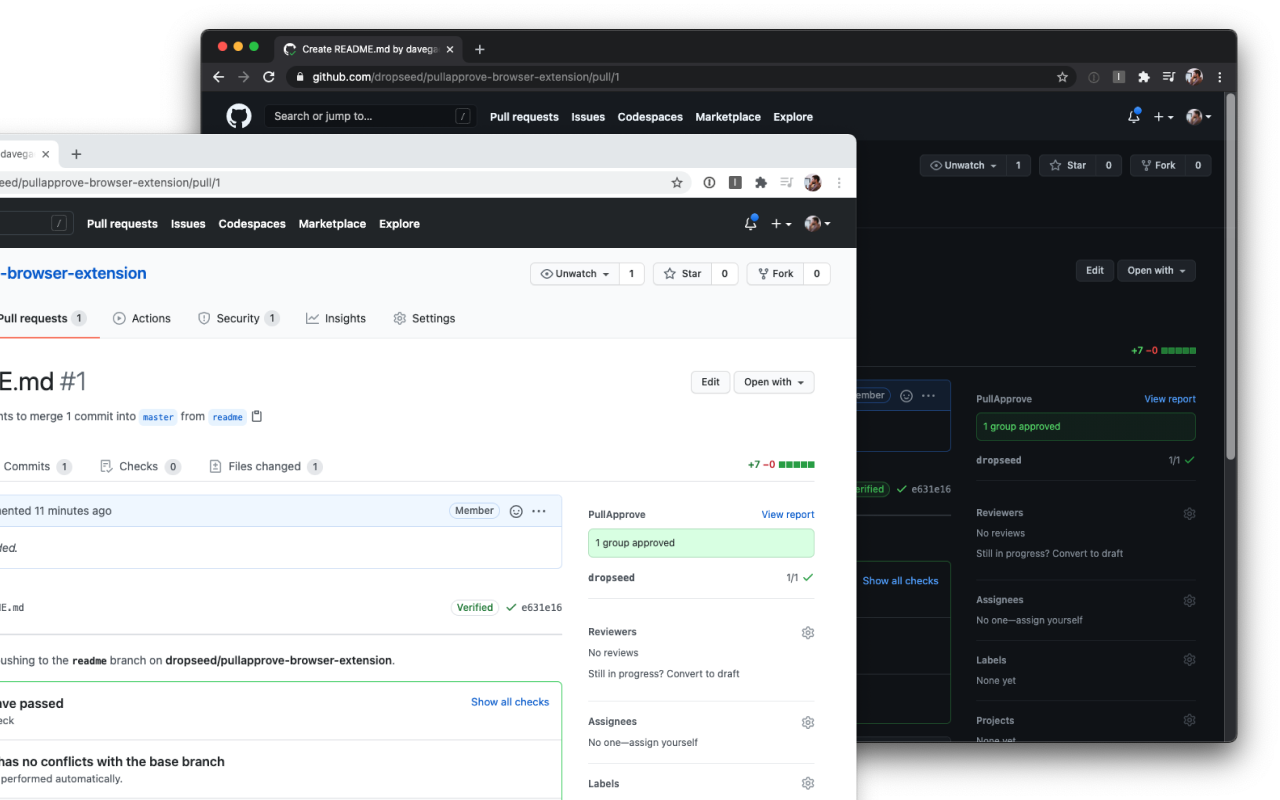 Create README.md by davega
github.com/dropseed/pullapprove-browser-extension/pull/1
Search or jump to... /
Pull requests Issues Codespaces Marketplace Explore
Unwatch 1 Star 0 Fork 0
Edit Open with
+7 −0
ember
PullApprove View report
1 group approved
dropseed 1/1
erified e631e16
Reviewers
No reviews
Still in progress? Convert to draft
Show all checks
Assignees
No one—assign yourself
Labels
None yet
Projects
None yet
davega
eed/pullapprove-browser-extension/pull/1
/ Pull requests Issues Codespaces Marketplace Explore
-browser-extension
Unwatch 1 Star 0 Fork 0
Pull requests 1 Actions Security 1 Insights Settings
E.md #1
Edit Open with
nts to merge 1 commit into master from readme
Commits 1 Checks 0 Files changed 1
+7 −0
ented 11 minutes ago Member
ded.
PullApprove View report
1 group approved
dropseed 1/1
E.md Verified e631e16
Reviewers
No reviews
Still in progress? Convert to draft
ushing to the readme branch on dropseed/pullapprove-browser-extension.
ave passed Show all checks
eck
Assignees
No one—assign yourself
has no conflicts with the base branch
performed automatically.
Labels